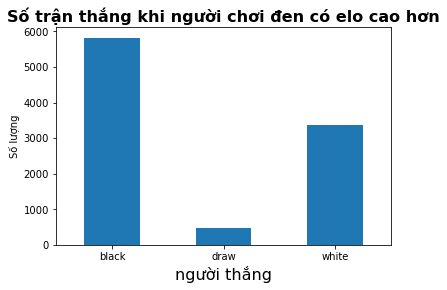 Số trận thắng khi người chơi đen có elo cao hơn
6000
5000
4000
3000
2000
1000
0
Số lượng
black draw white
người thắng